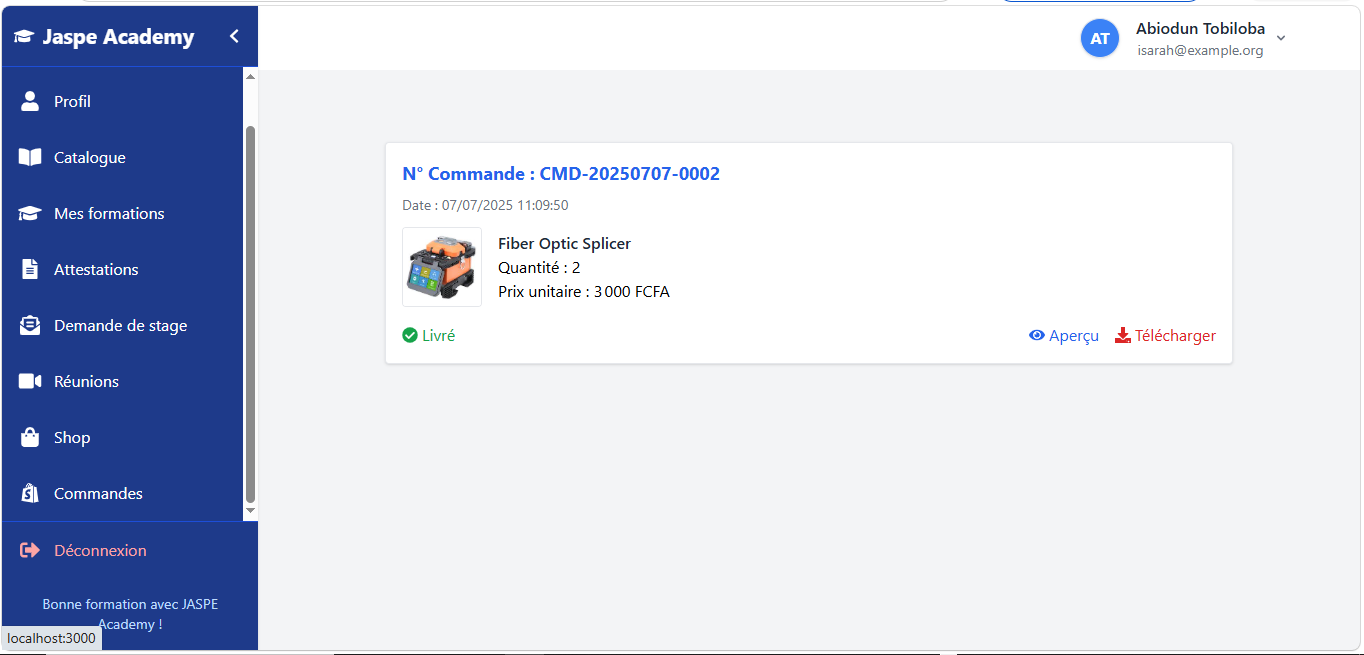 Jaspe Academy
Profil
Catalogue
Mes formations
Attestations
Demande de stage
Réunions
Shop
Commandes
Déconnexion
Bonne formation avec JASPE
Academy !
localhost:3000
AT
Abiodun Tobiloba
isarah@example.org
N° Commande : CMD-20250707-0002
Date : 07/07/2025 11:09:50
Fiber Optic Splicer
Quantité : 2
Prix unitaire : 3 000 FCFA
Livré
Aperçu
Télécharger